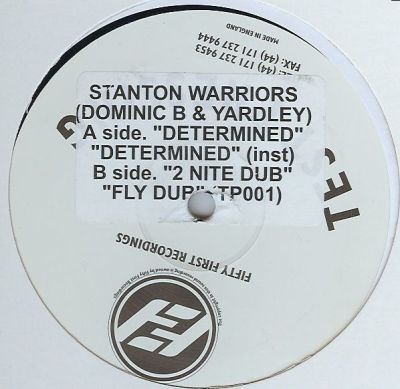 STANTON WARRIORS
(DOMINIC B & YARDLEY)
A side. "DETERMINED"
"DETERMINED" (inst)
B side. "2 NITE DUB"
"FLY DUB" (TP001)
FIFTY FIRST RECORDINGS
(44) 171 237 9453
FAX: (44) 171 237 9444
MADE IN ENGLAND
TES